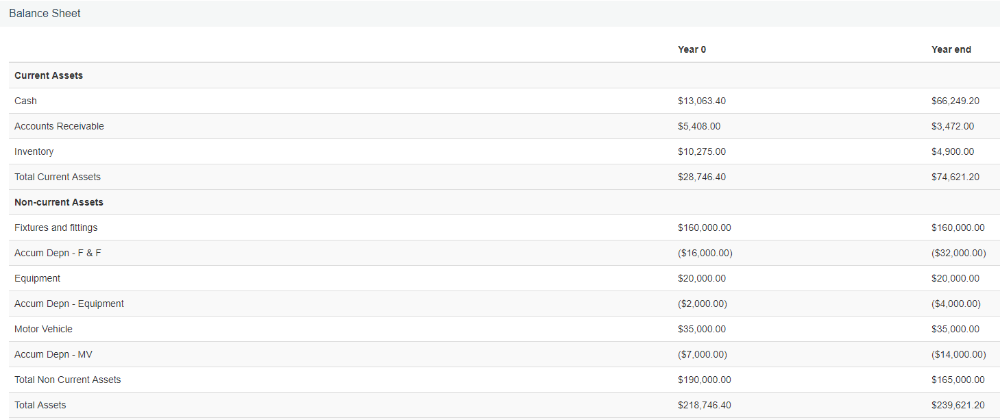 Balance Sheet
Year 0 Year end
Current Assets
Cash $13,063.40 $66,249.20
Accounts Receivable $5,408.00 $3,472.00
Inventory $10,275.00 $4,900.00
Total Current Assets $28,746.40 $74,621.20
Non-current Assets
Fixtures and fittings $160,000.00 $160,000.00
Accum Depn - F & F ($16,000.00) ($32,000.00)
Equipment $20,000.00 $20,000.00
Accum Depn - Equipment ($2,000.00) ($4,000.00)
Motor Vehicle $35,000.00 $35,000.00
Accum Depn - MV ($7,000.00) ($14,000.00)
Total Non Current Assets $190,000.00 $165,000.00
Total Assets $218,746.40 $239,621.20